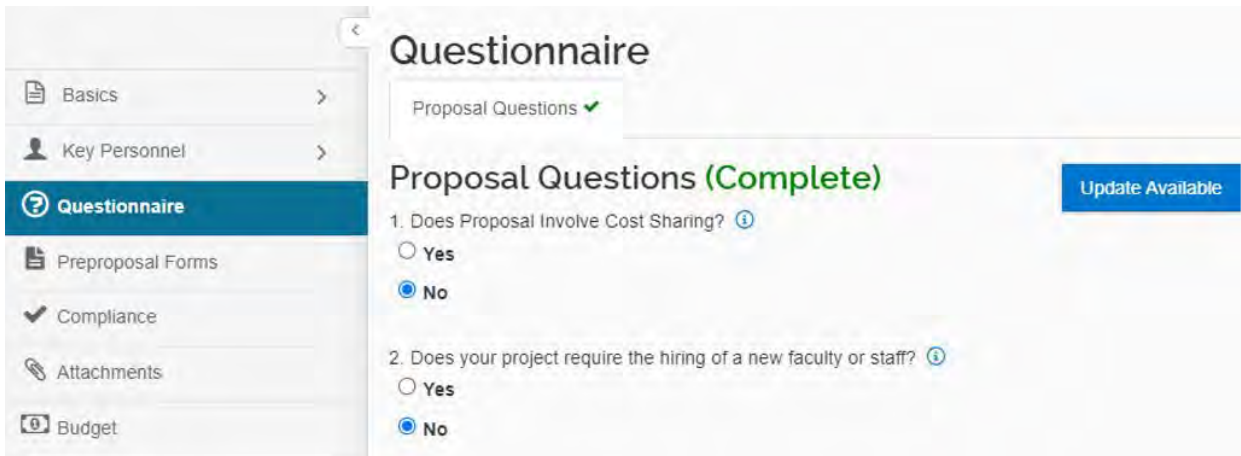 Basics
Key Personnel
Questionnaire
Preproposal Forms
Compliance
Attachments
Budget
Questionnaire
Proposal Questions
Proposal Questions (Complete)
Update Available
1. Does Proposal Involve Cost Sharing?
Yes
No
2. Does your project require the hiring of a new faculty or staff?
Yes
No